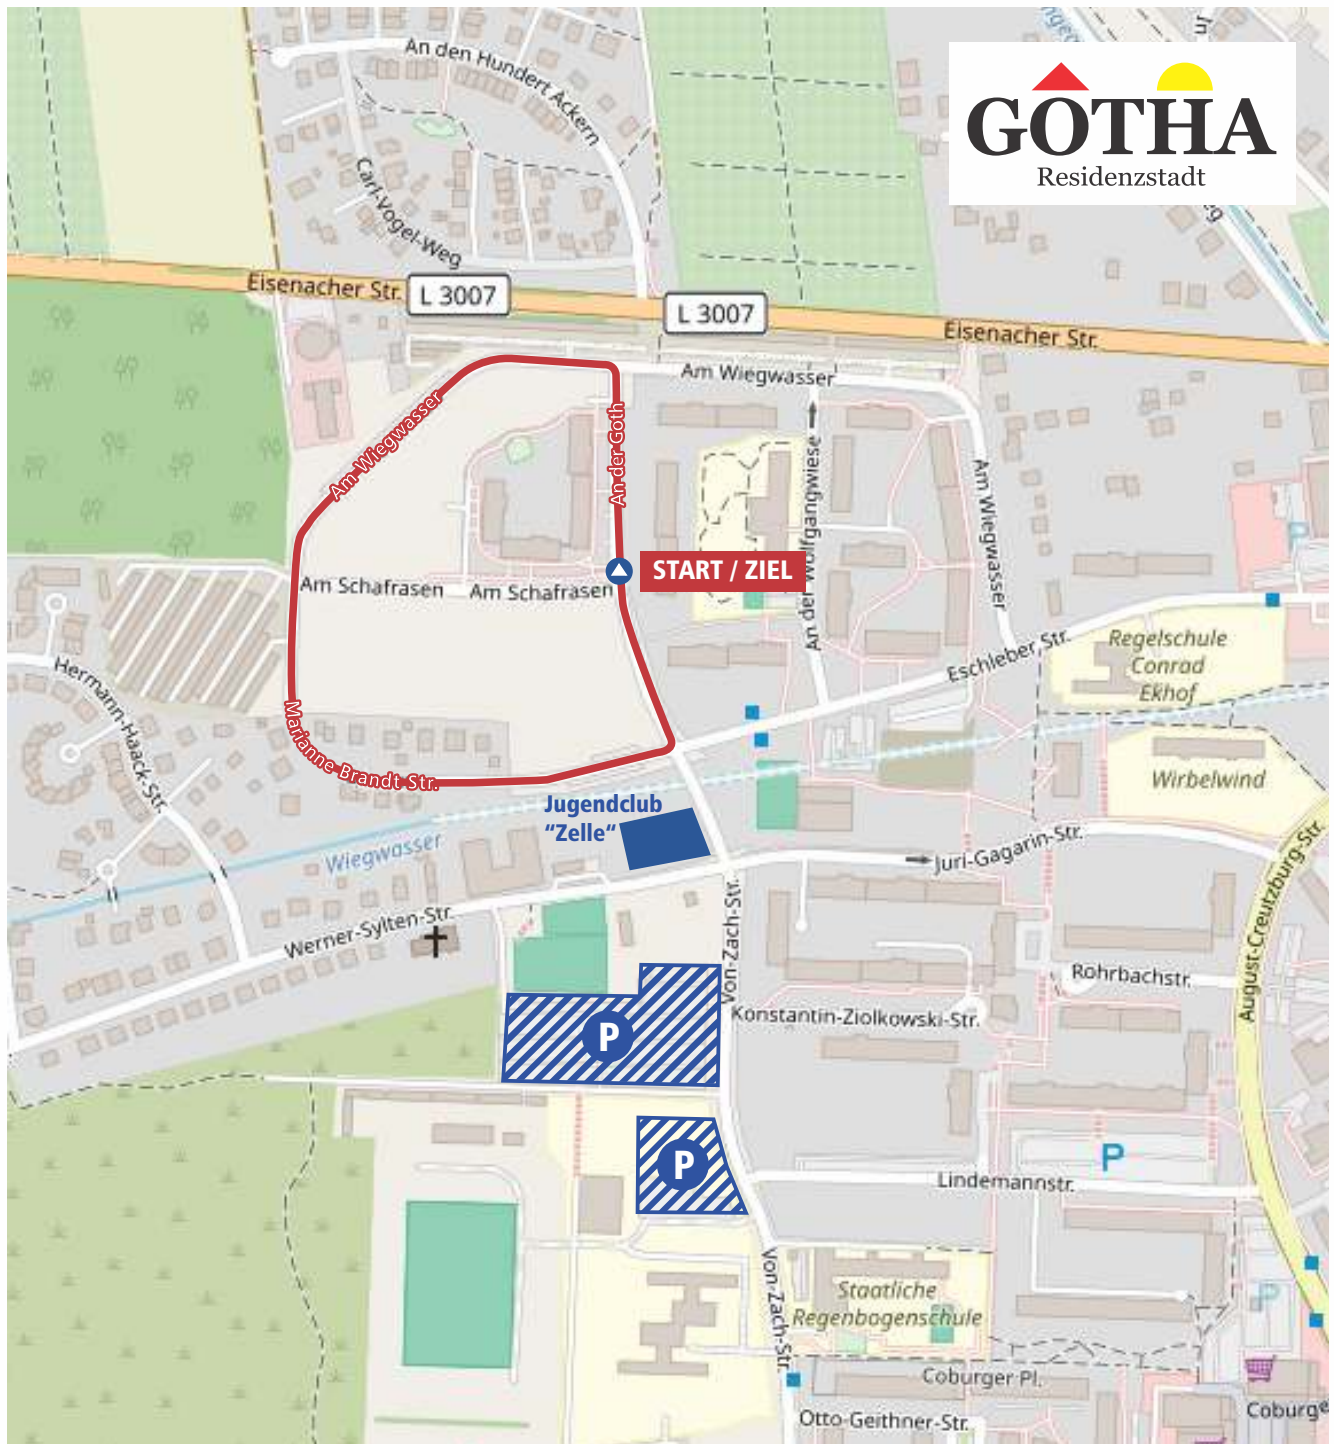 An den Hundert Äckern
GOTHA
Residenzstadt
Carl-Vogel-Weg
eg
Eisenacher Str.
L 3007
L 3007
Eisenacher Str.
Am Wiegwasser
Am Wiegwasser
An der Goth
An der Wolfgangwiese
Am Wiegwasser
P
START / ZIEL
Am Schafrasen
Am Schafrasen
Hermann-Haack-Str.
Eschleber Str.
Regelschule
Conrad
Ekhof
Marianne Brandt Str.
Wirbelwind
Jugendclub
“Zelle“
Wiegwasser
Juri-Gagarin-Str.
August-Creutzburg-Str.
Werner-Sylten-Str.
Von-Zach-Str.
Rohrbachstr.
Konstantin-Ziolkowski-Str.
P
P
P
Lindemannstr.
Von-Zach-Str.
Staatliche
Regenbogenschule
P
Coburger Pl.
Coburge
Otto-Geithner-Str.